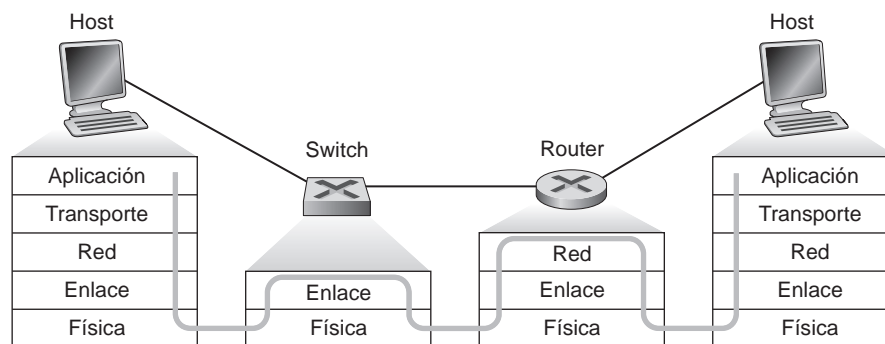 Host
Host
Switch
Router
Aplicación
Transporte
Red
Enlace
Física
Enlace
Física
Red
Enlace
Física
Aplicación
Transporte
Red
Enlace
Física